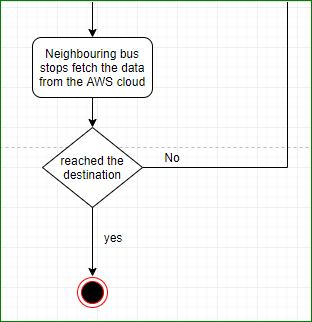 Neighbouring bus
stops fetch the data
from the AWS cloud
reached the
destination
No
yes